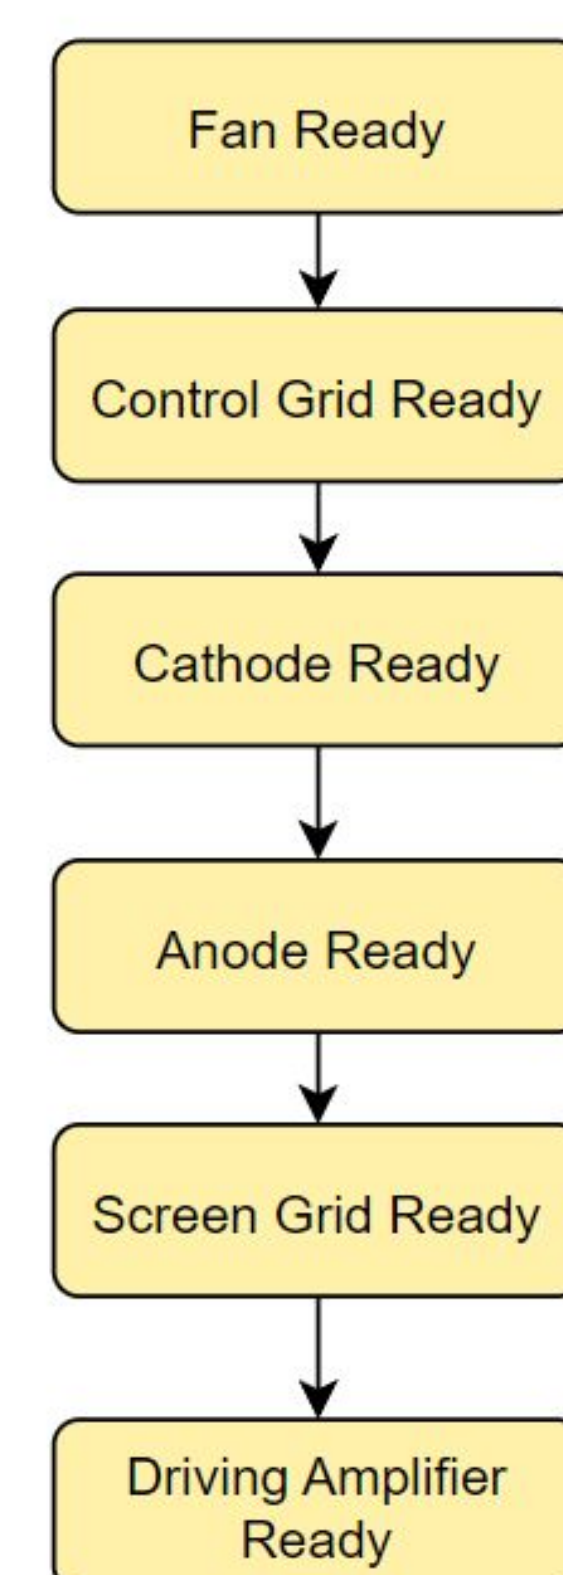 Fan Ready
Control Grid Ready
Cathode Ready
Anode Ready
Screen Grid Ready
Driving Amplifier
Ready